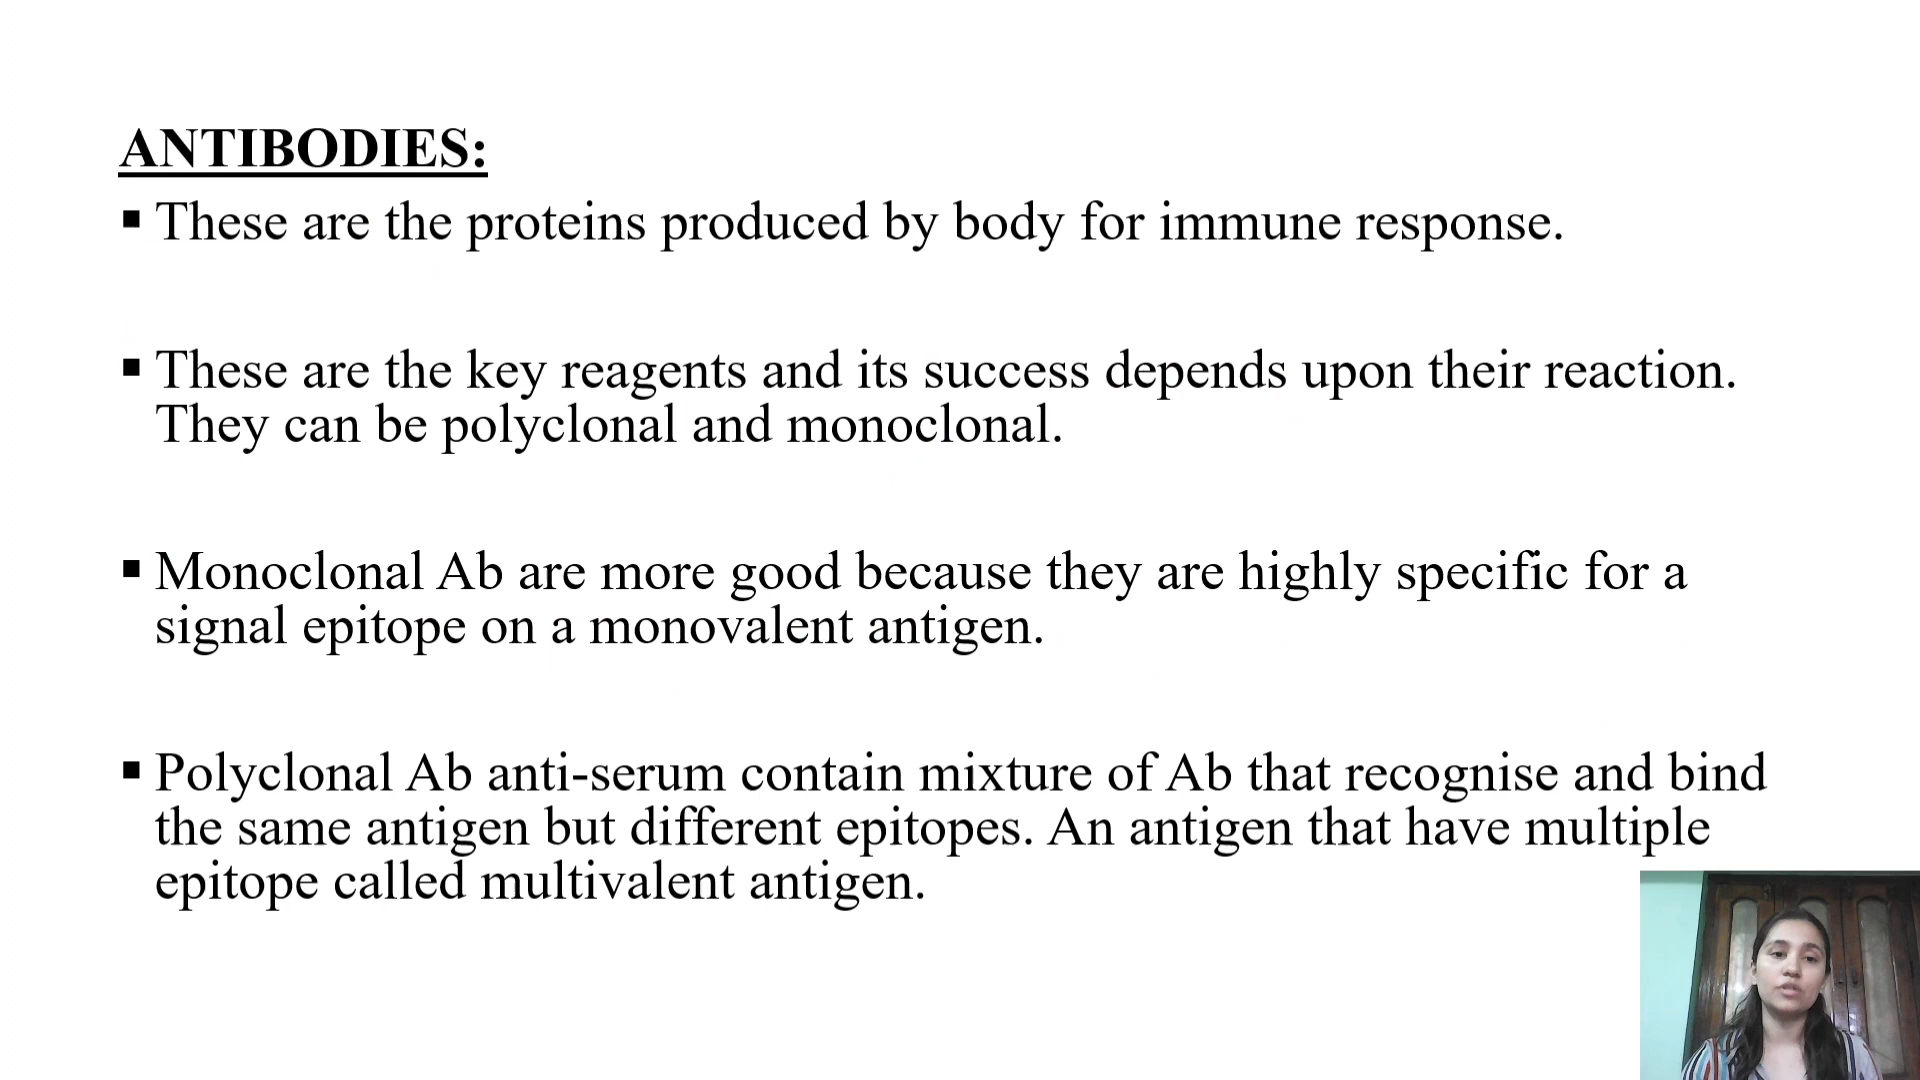 ANTIBODIES:
▪ These are the proteins produced by body for immune response.
▪ These are the key reagents and its success depends upon their reaction.
They can be polyclonal and monoclonal.
▪ Monoclonal Ab are more good because they are highly specific for a
signal epitope on a monovalent antigen.
▪ Polyclonal Ab anti-serum contain mixture of Ab that recognise and bind
the same antigen but different epitopes. An antigen that have multiple
epitope called multivalent antigen.